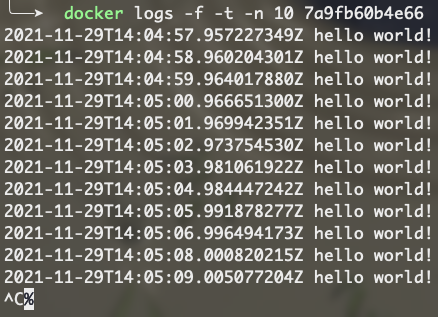 docker logs -f -t -n 10 7a9fb60b4e66
2021-11-29T14:04:57.957227349Z hello world!
2021-11-29T14:04:58.960204301Z hello world!
2021-11-29T14:04:59.964017880Z hello world!
2021-11-29T14:05:00.966651300Z hello world!
2021-11-29T14:05:01.969942351Z hello world!
2021-11-29T14:05:02.973754530Z hello world!
2021-11-29T14:05:03.981061922Z hello world!
2021-11-29T14:05:04.984447242Z hello world!
2021-11-29T14:05:05.991878277Z hello world!
2021-11-29T14:05:06.996494173Z hello world!
2021-11-29T14:05:08.000820215Z hello world!
2021-11-29T14:05:09.005077204Z hello world!
^C%